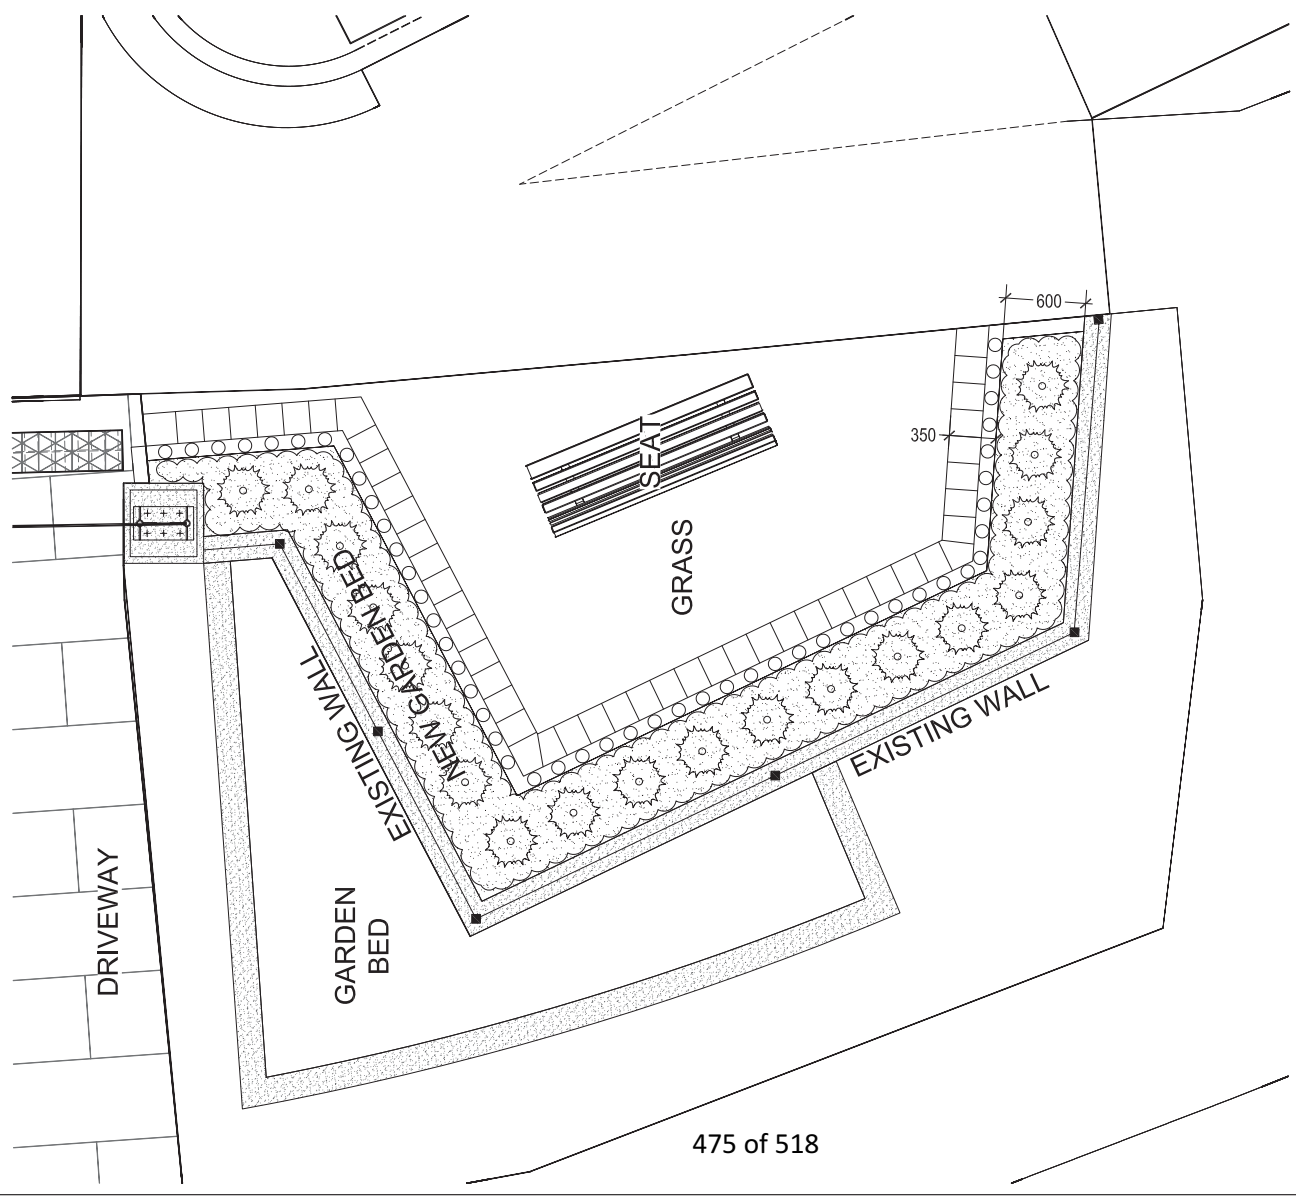 600
350
SEAT
GRASS
NEW GARDEN BED
EXISTING WALL
EXISTING WALL
DRIVEWAY
GARDEN
BED
475 of 518